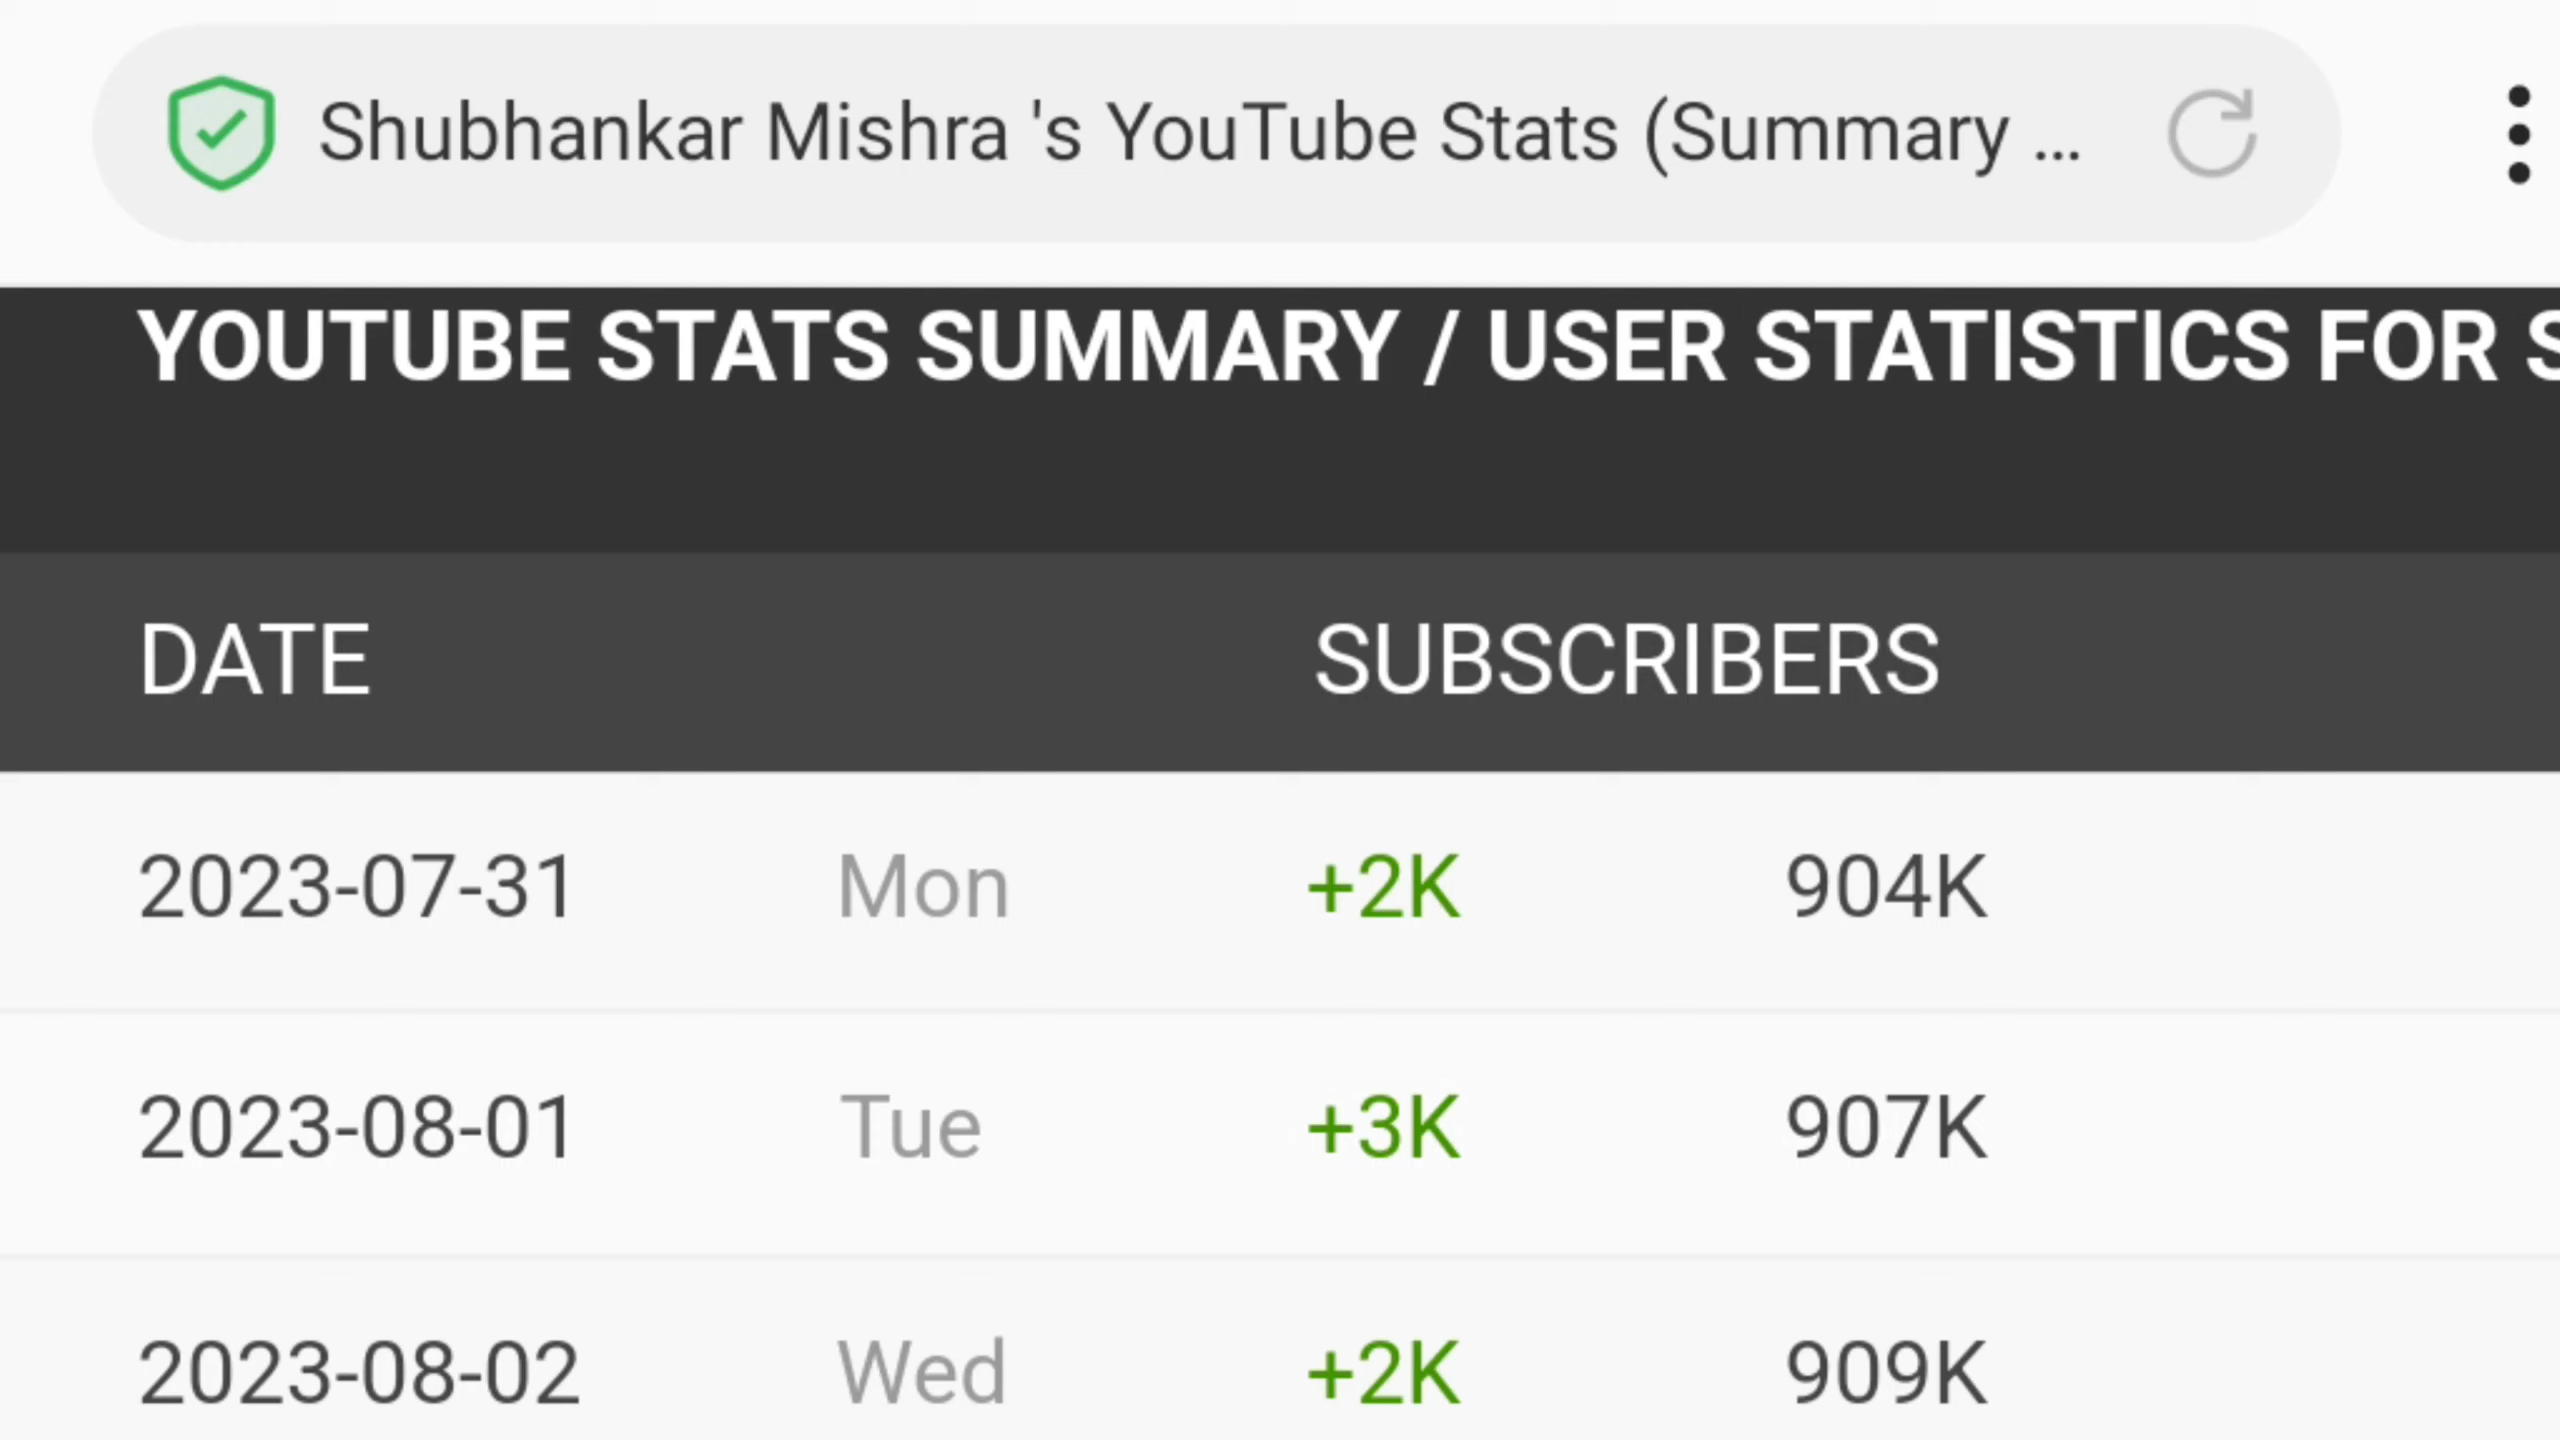 Shubhankar Mishra 's YouTube Stats (Summary ...
YOUTUBE STATS SUMMARY / USER STATISTICS FOR S
DATE SUBSCRIBERS
2023-07-31 Mon +2K 904K
2023-08-01 Tue +3K 907K
2023-08-02 Wed +2K 909K